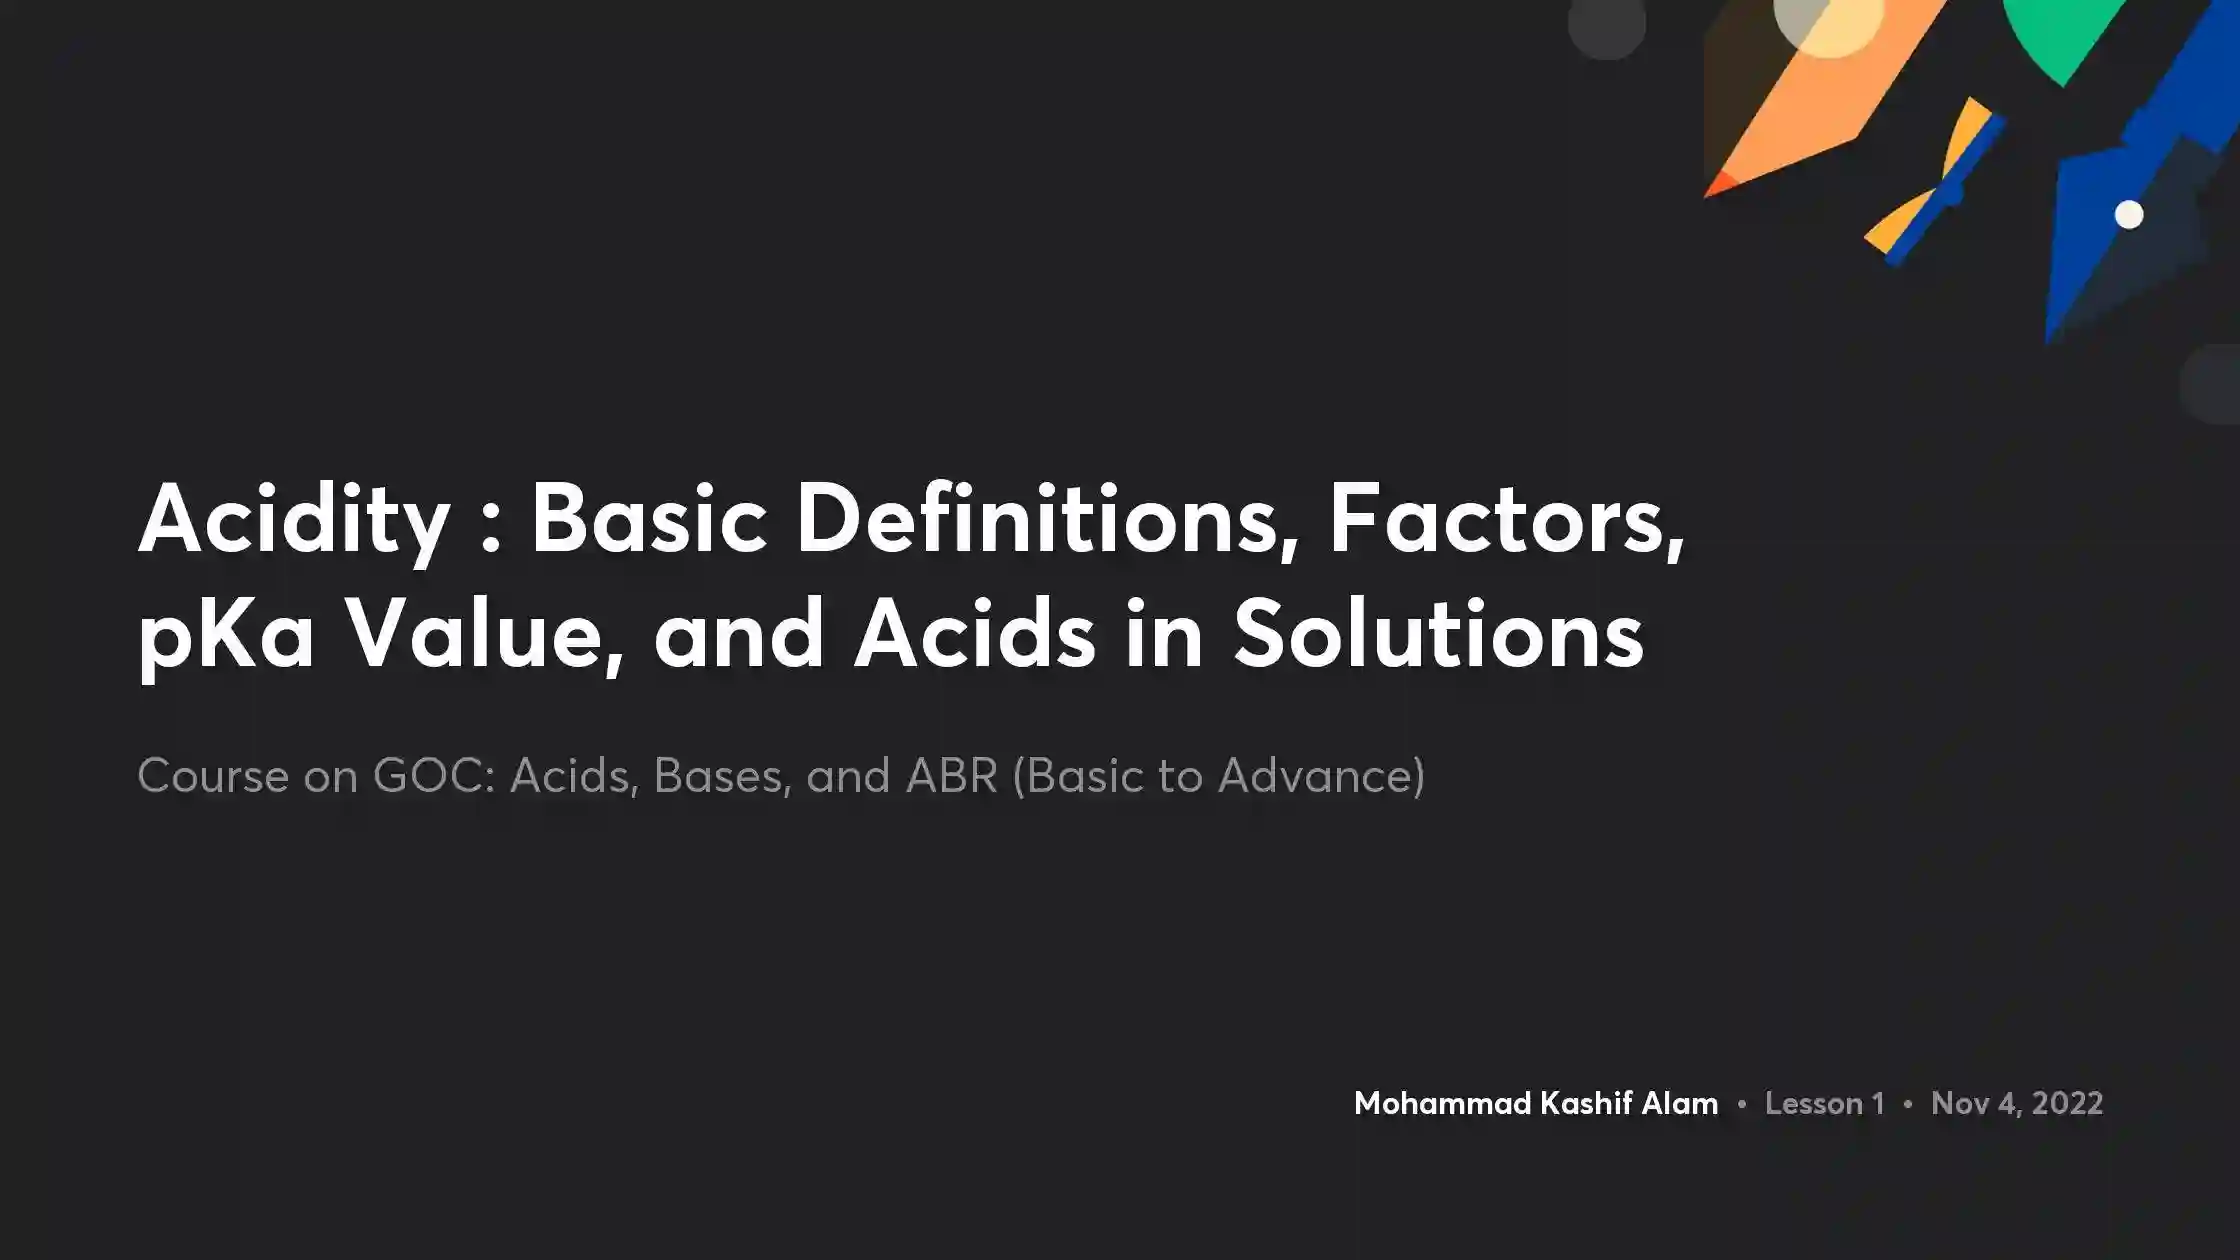 Acidity : Basic Definitions, Factors,
pKa Value, and Acids in Solutions
Course on GOC: Acids, Bases, and ABR (Basic to Advance)
Mohammad Kashif Alam • Lesson 1 • Nov 4, 2022